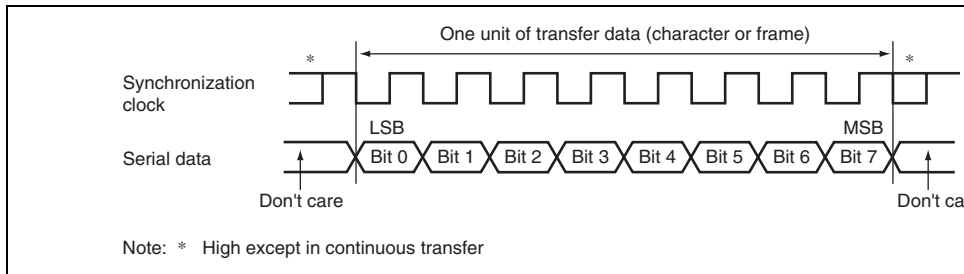 One unit of transfer data (character or frame)
* *
Synchronization
clock
LSB MSB
Serial data Bit 0 Bit 1 Bit 2 Bit 3 Bit 4 Bit 5 Bit 6 Bit 7
Don't care Don't ca
Note: * High except in continuous transfer